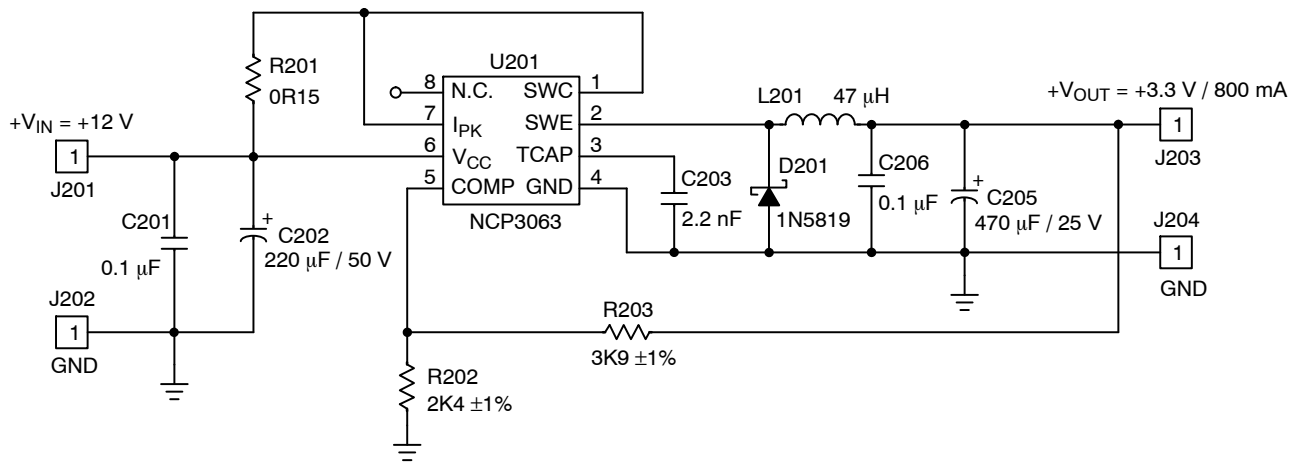 R201
0R15
+VIN = +12 V
1
J201
C201
0.1 μF
+
C202
220 μF / 50 V
J202
1
GND
U201
8 N.C. SWC 1
7 IPK SWE 2
6 VCC TCAP 3
5 COMP GND 4
NCP3063
L201 47 μH
+VOUT = +3.3 V / 800 mA
1
J203
C203
2.2 nF
D201
1N5819
C206
0.1 μF
+
C205
470 μF / 25 V
J204
1
GND
R203
3K9 ±1%
R202
2K4 ±1%